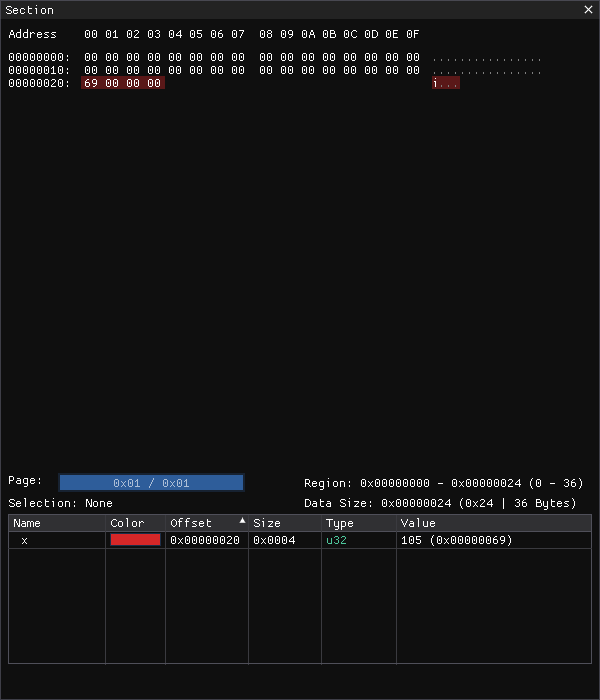 Section ✕
Address 00 01 02 03 04 05 06 07 08 09 0A 0B 0C 0D 0E 0F
00000000: 00 00 00 00 00 00 00 00 00 00 00 00 00 00 00 00 ................
00000010: 00 00 00 00 00 00 00 00 00 00 00 00 00 00 00 00 ................
00000020: 69 00 00 00 i...
Page: 0x01 / 0x01 Region: 0x00000000 - 0x00000024 (0 - 36)
Selection: None Data Size: 0x00000024 (0x24 | 36 Bytes)
Name Color Offset ▲ Size Type Value
x 0x00000020 0x0004 u32 105 (0x00000069)